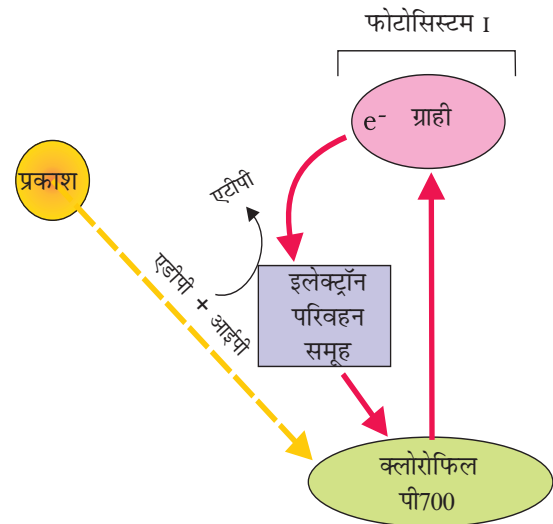 फोटोसिस्टम I
e- ग्राही
प्रकाश
एटीपी
एडीपी + आईपी
इलेक्ट्रॉन
परिवहन
समूह
क्लोरोफिल
पी700